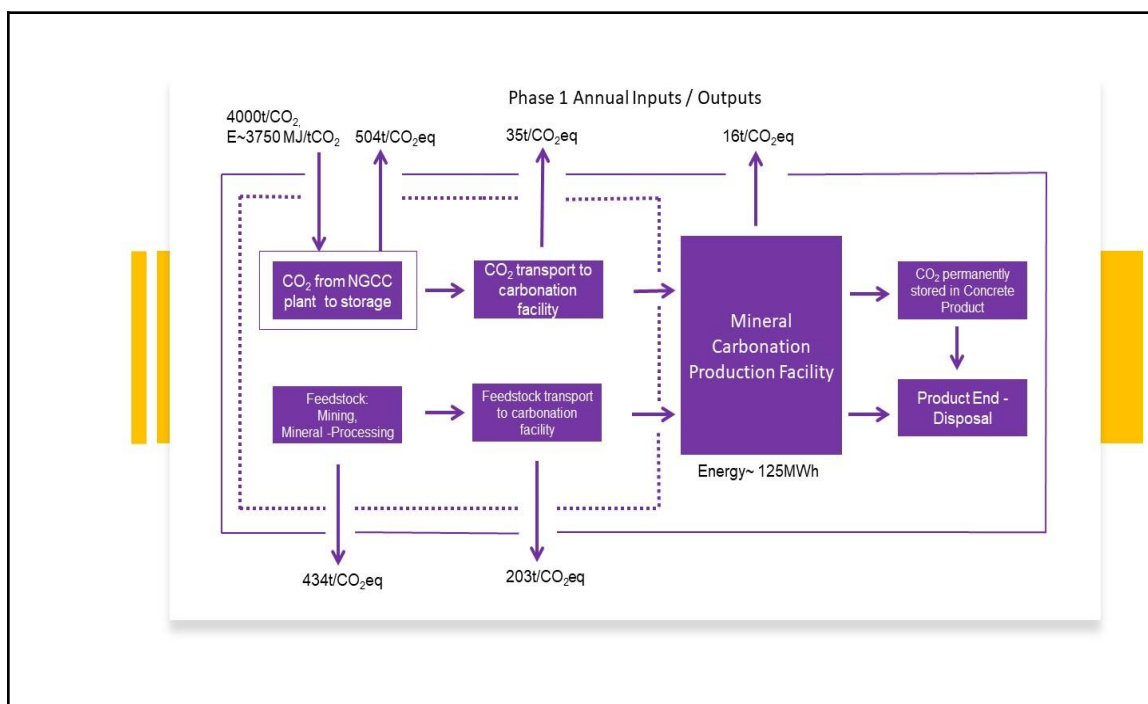 Phase 1 Annual Inputs / Outputs
4000t/CO₂,
E~3750 MJ/tCO₂
504t/CO₂eq
35t/CO₂eq
16t/CO₂eq
CO₂ from NGCC
plant to storage
CO₂ transport to
carbonation
facility
Mineral
Carbonation
Production Facility
CO₂ permanently
stored in Concrete
Product
Feedstock:
Mining,
Mineral -Processing
Feedstock transport
to carbonation
facility
Product End -
Disposal
Energy~ 125MWh
434t/CO₂eq
203t/CO₂eq